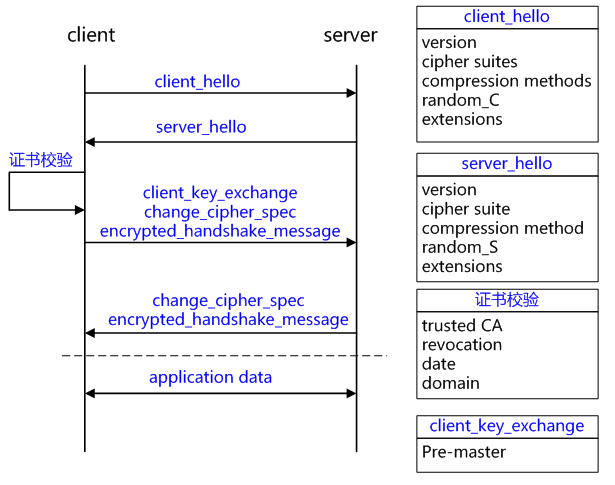 client
server
client_hello
server_hello
证书校验
client_key_exchange
change_cipher_spec
encrypted_handshake_message
change_cipher_spec
encrypted_handshake_message
application data
client_hello
version
cipher suites
compression methods
random_C
extensions
server_hello
version
cipher suite
compression method
random_S
extensions
证书校验
trusted CA
revocation
date
domain
client_key_exchange
Pre-master